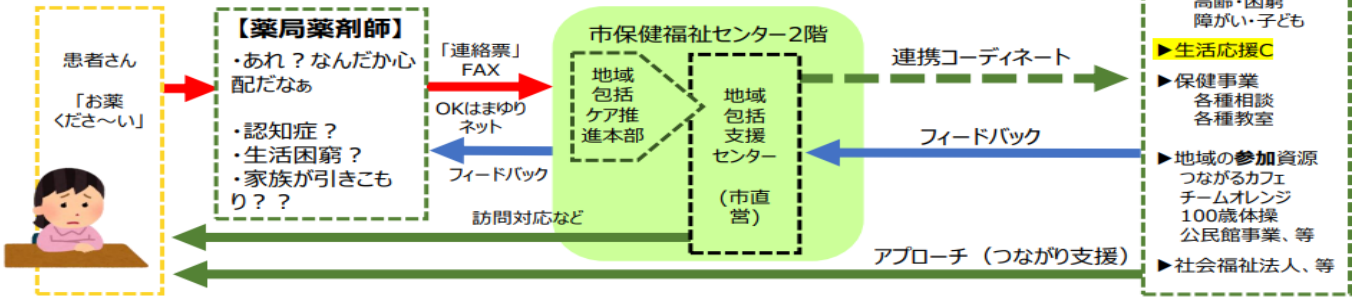 患者さん
「お薬
くださ～い」
【薬局薬剤師】
・あれ？なんだか心
配だなぁ
・認知症？
・生活困窮？
・家族が引きこも
り？？
「連絡票」
FAX
OKはまゆり
ネット
フィードバック
市保健福祉センター2階
地域
包括
ケア推
進本部
地域
包括
支援
センター
(市直
営)
連携コーディネート
フィードバック
訪問対応など
アプローチ（つながり支援）
高齢・困窮
障がい・子ども
▶生活応援C
▶保健事業
各種相談
各種教室
▶地域の参加資源
つながるカフェ
チームオレンジ
100歳体操
公民館事業、等
▶社会福祉法人、等